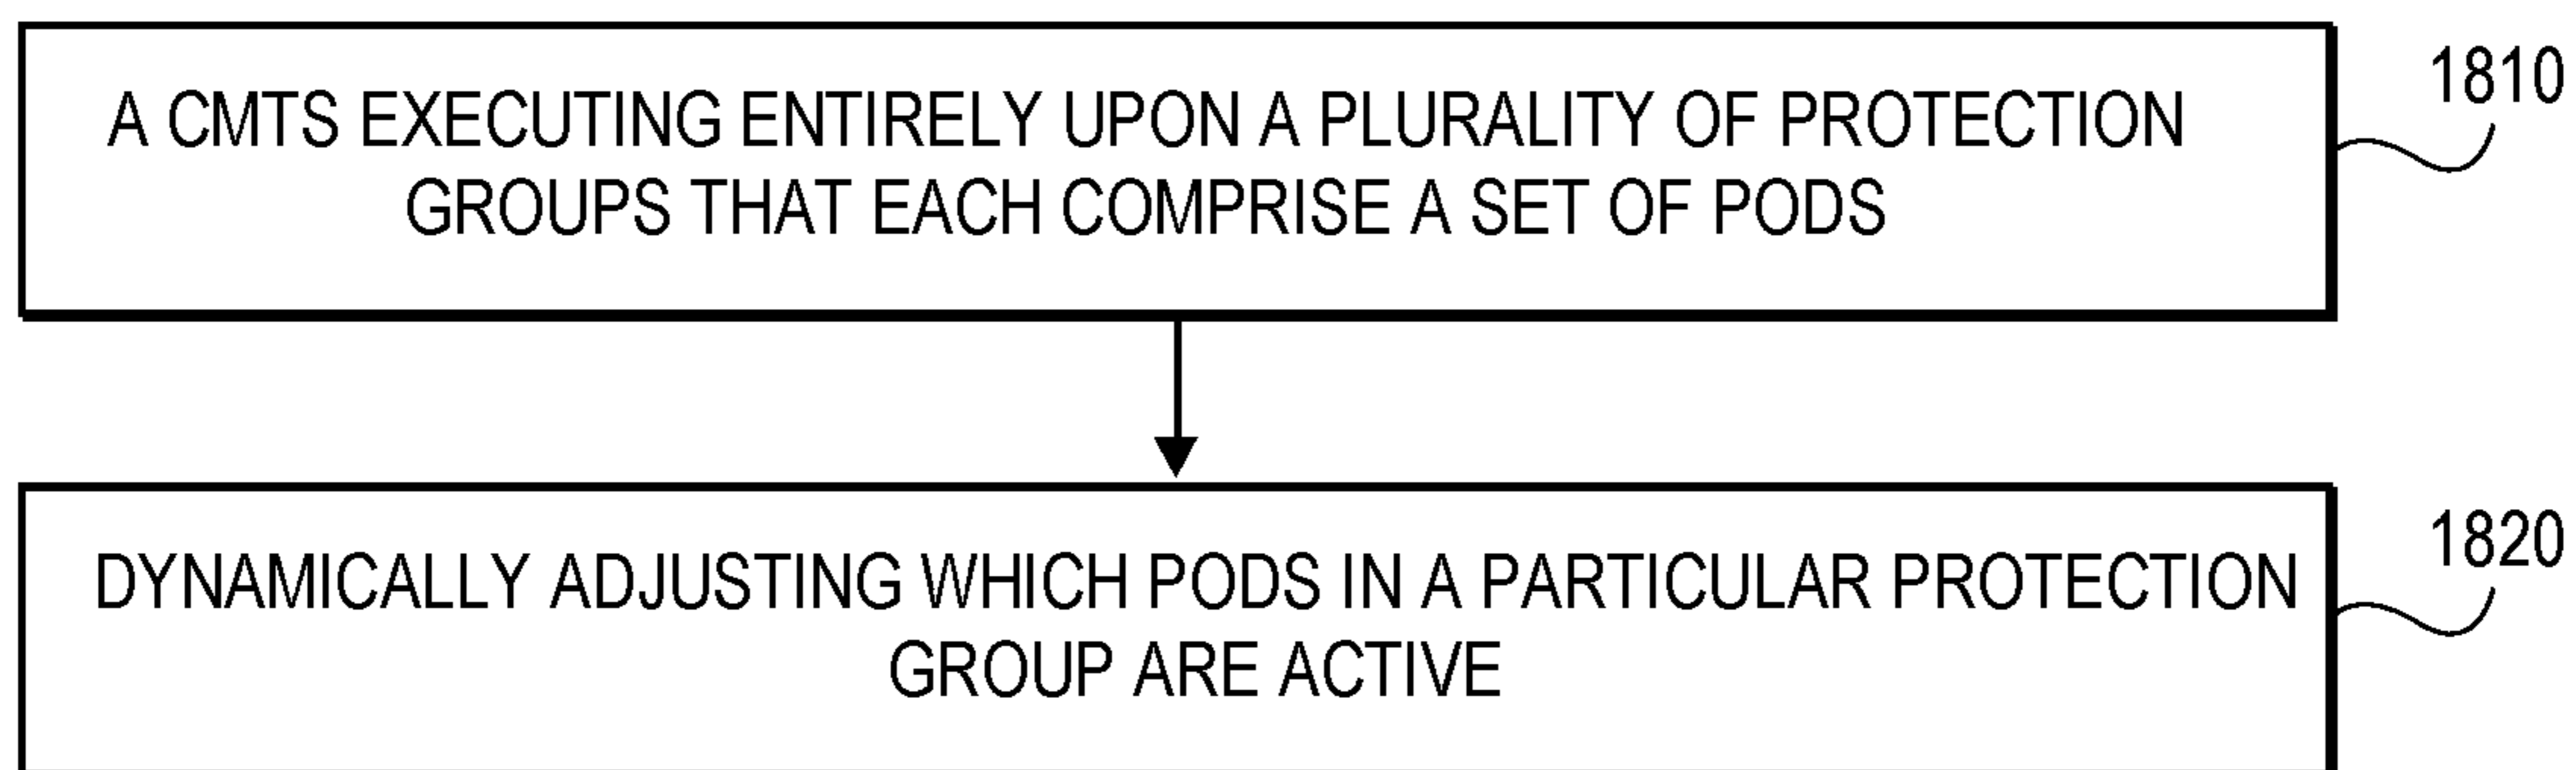 A CMTS EXECUTING ENTIRELY UPON A PLURALITY OF PROTECTION
GROUPS THAT EACH COMPRISE A SET OF PODS
1810
DYNAMICALLY ADJUSTING WHICH PODS IN A PARTICULAR PROTECTION
GROUP ARE ACTIVE
1820